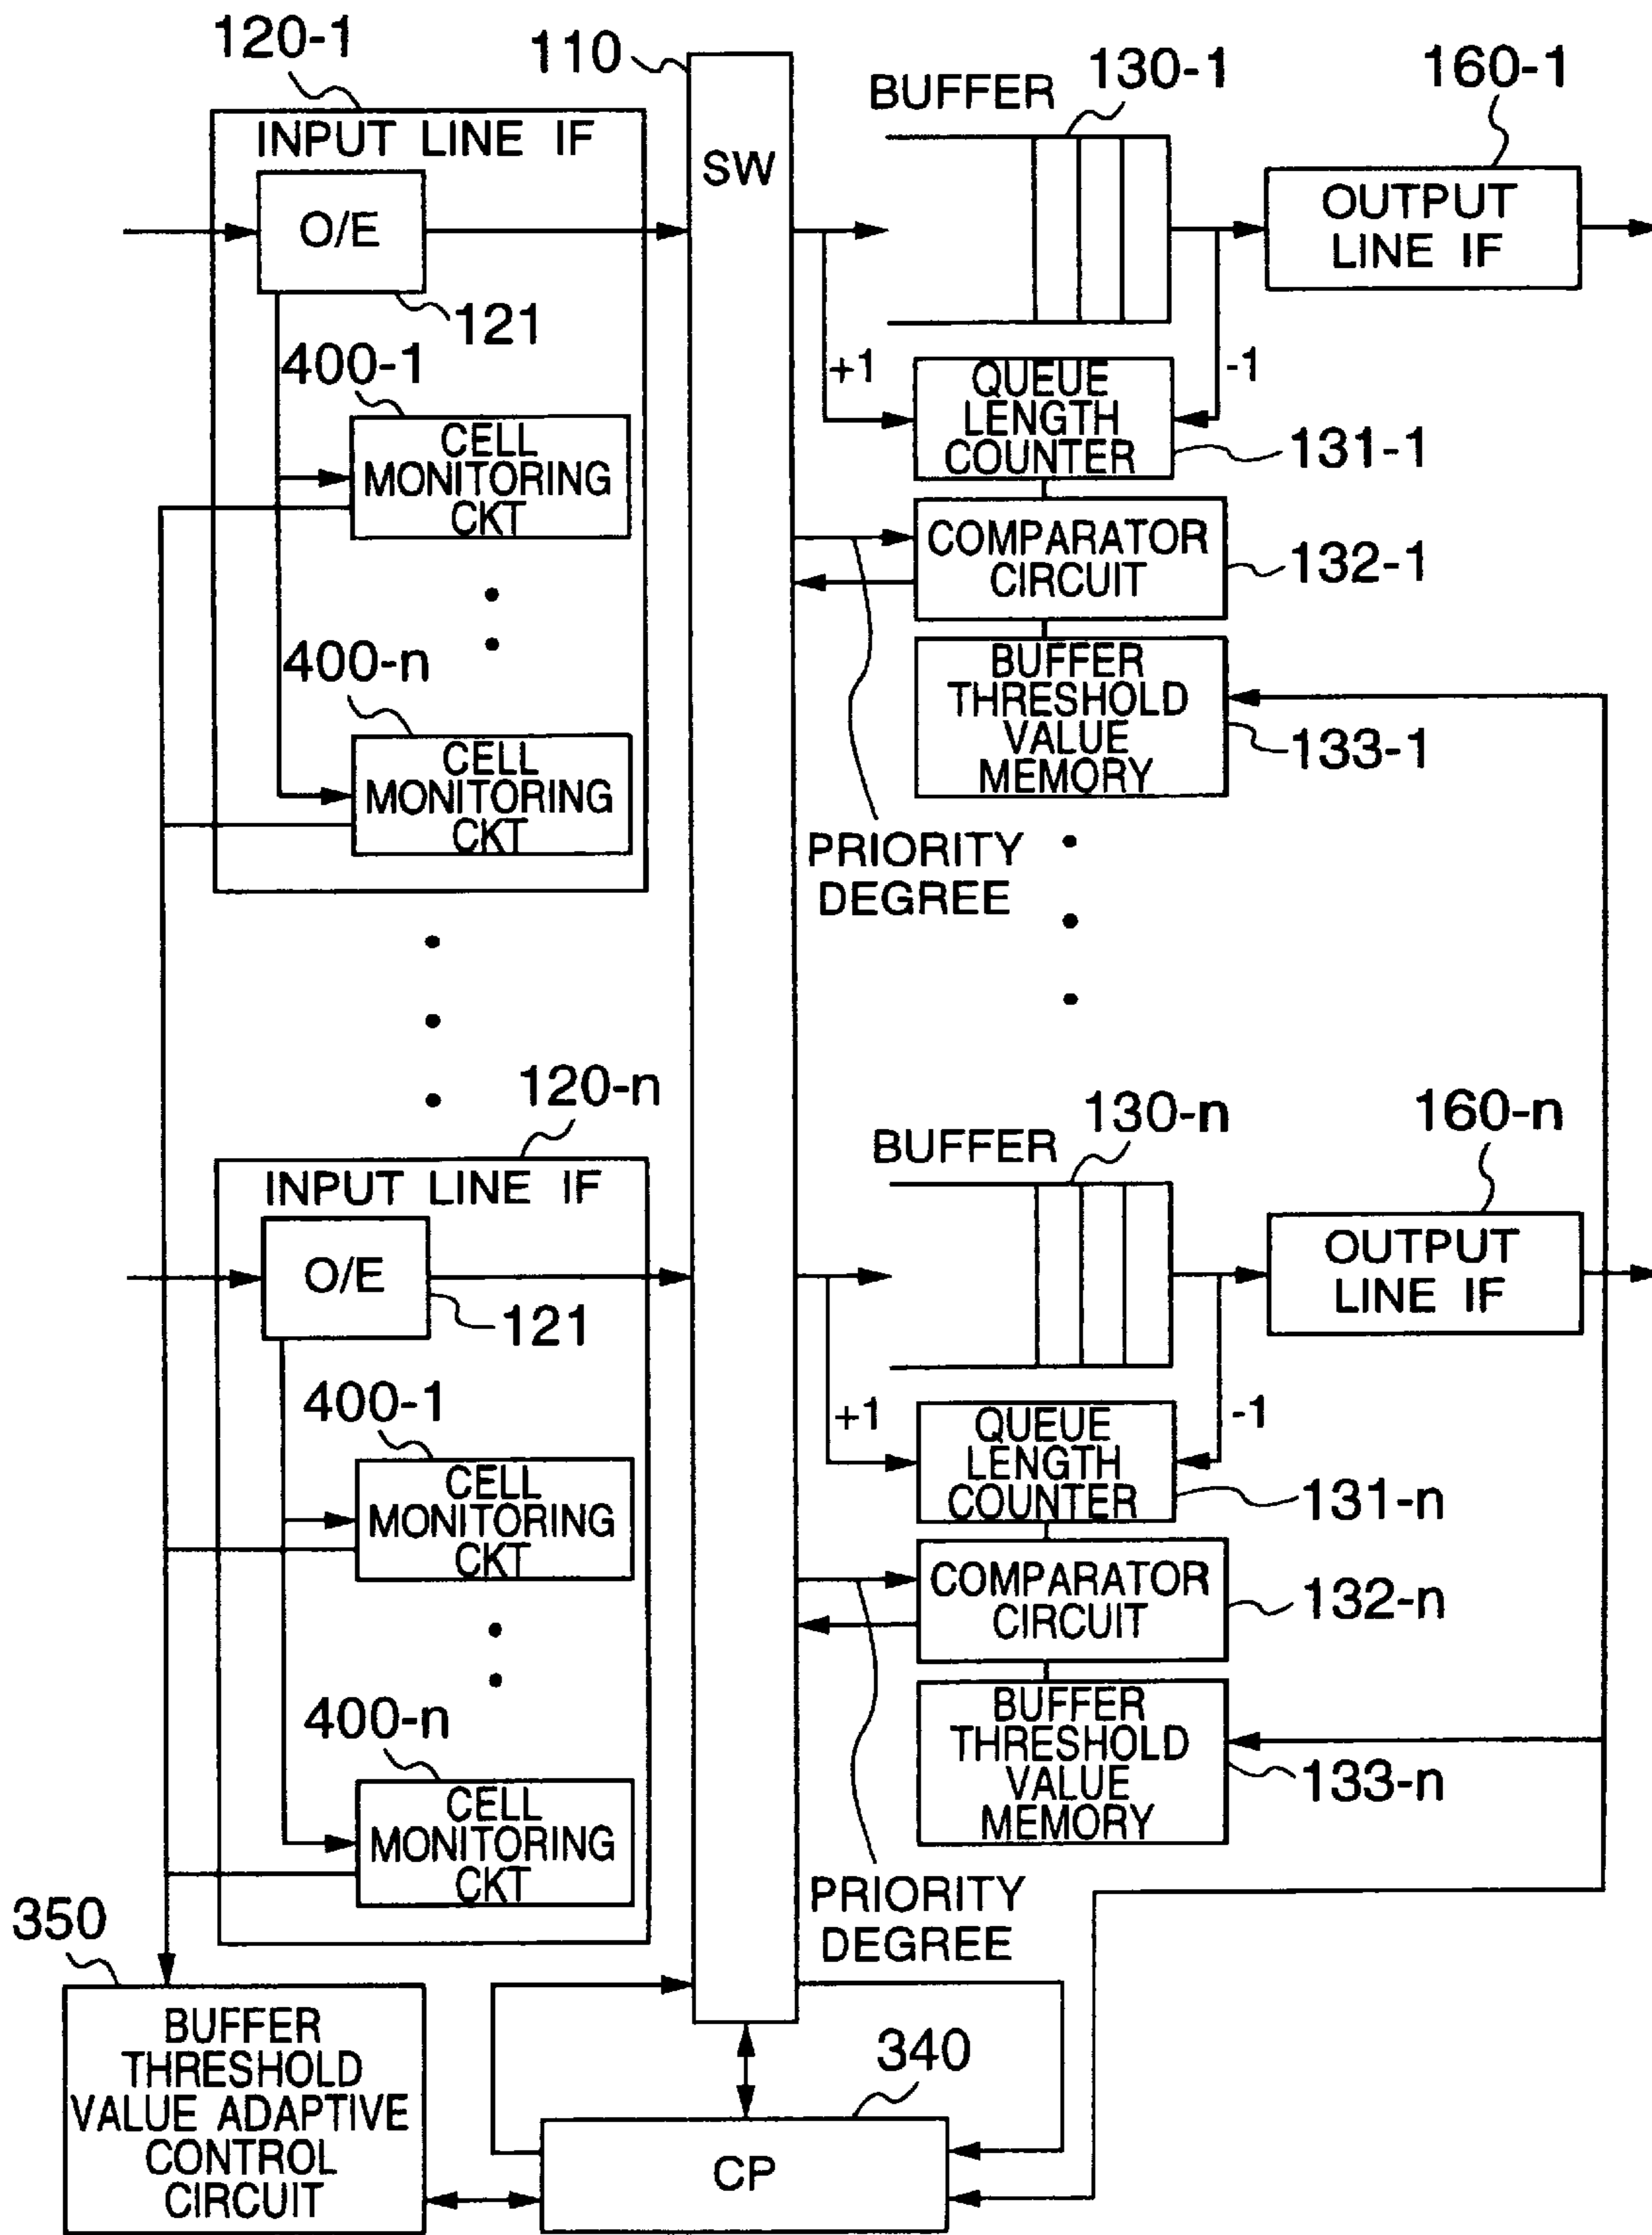 120-1
110
BUFFER
130-1
160-1
INPUT LINE IF
SW
O/E
OUTPUT
LINE IF
121
+1
-1
400-1
QUEUE
LENGTH
COUNTER
131-1
CELL
MONITORING
CKT
COMPARATOR
CIRCUIT
132-1
400-n
BUFFER
THRESHOLD
VALUE
MEMORY
133-1
CELL
MONITORING
CKT
PRIORITY
DEGREE
120-n
BUFFER
130-n
160-n
INPUT LINE IF
O/E
OUTPUT
LINE IF
121
400-1
+1
-1
QUEUE
LENGTH
COUNTER
131-n
CELL
MONITORING
CKT
COMPARATOR
CIRCUIT
132-n
400-n
BUFFER
THRESHOLD
VALUE
MEMORY
133-n
CELL
MONITORING
CKT
PRIORITY
DEGREE
350
BUFFER
THRESHOLD
VALUE ADAPTIVE
CONTROL
CIRCUIT
340
CP